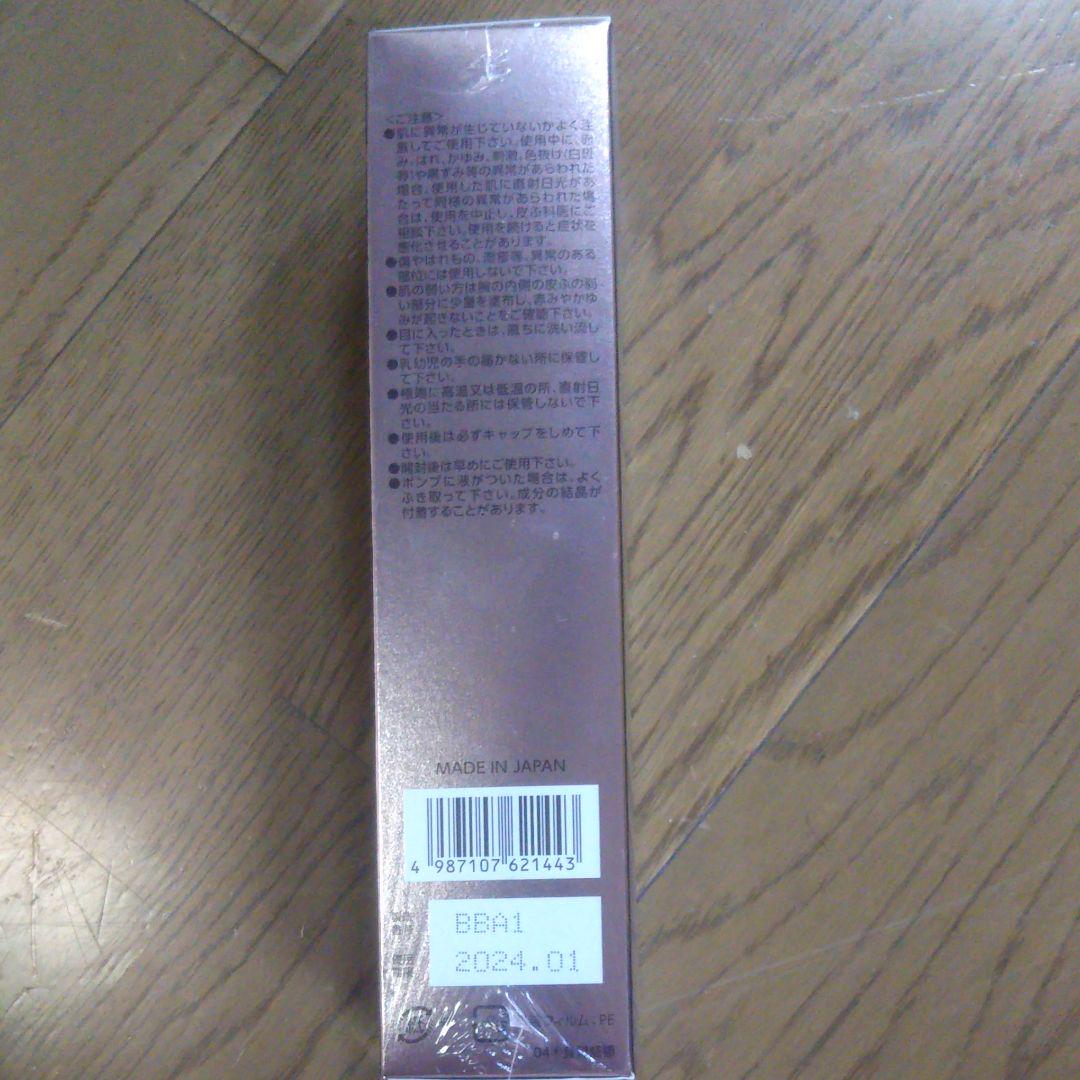 <ご注意>
●肌に異常が生じていないかよく注
意してご使用下さい。使用中に、赤
み、はれ、かゆみ、刺激、色抜け(白斑
等)や黒ずみ等の異常があらわれた
場合、使用した肌に直射日光があ
たって同様の異常があらわれた場
合は、使用を中止し、皮ふ科医にご
相談下さい。使用を続けると症状を
悪化させることがあります。
●傷やはれもの、湿疹等、異常のある
部位には使用しないで下さい。
●肌の弱い方は腕の内側の皮ふの弱
い部分に少量を塗布し、赤みやかゆ
みが起きないことをご確認下さい。
●目に入ったときは、直ちに洗い流し
て下さい。
●乳幼児の手の届かない所に保管し
て下さい。
●極端に高温又は低温の所、直射日
光の当たる所には保管しないで下
さい。
●使用後は必ずキャップをしめて下
さい。
●開封後は早めにご使用下さい。
●ポンプに液がついた場合は、よく
ふき取って下さい。成分の結晶が
付着することがあります。
MADE IN JAPAN
4 987107 621443
製造
番号
BBA1
使用
期限
2024.01
フィルム:PE